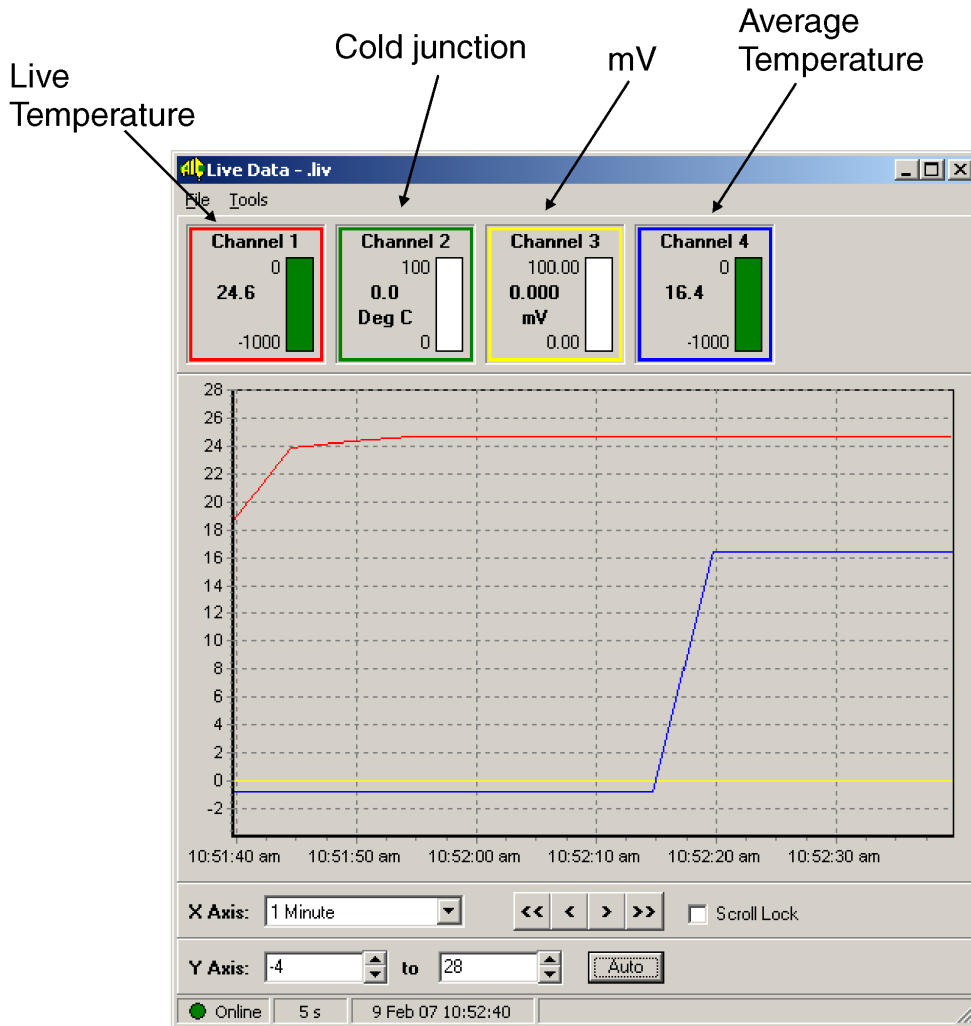 Live
Temperature
Cold junction
mV
Average
Temperature
Live Data - .liv
File Tools
Channel 1
0
24.6
-1000
Channel 2
100
0.0
Deg C
0
Channel 3
100.00
0.000
mV
0.00
Channel 4
0
16.4
-1000
28
26
24
22
20
18
16
14
12
10
8
6
4
2
0
-2
10:51:40 am 10:51:50 am 10:52:00 am 10:52:10 am 10:52:20 am 10:52:30 am
X Axis: 1 Minute << < > >> Scroll Lock
Y Axis: -4 to 28 Auto
Online 5 s 9 Feb 07 10:52:40